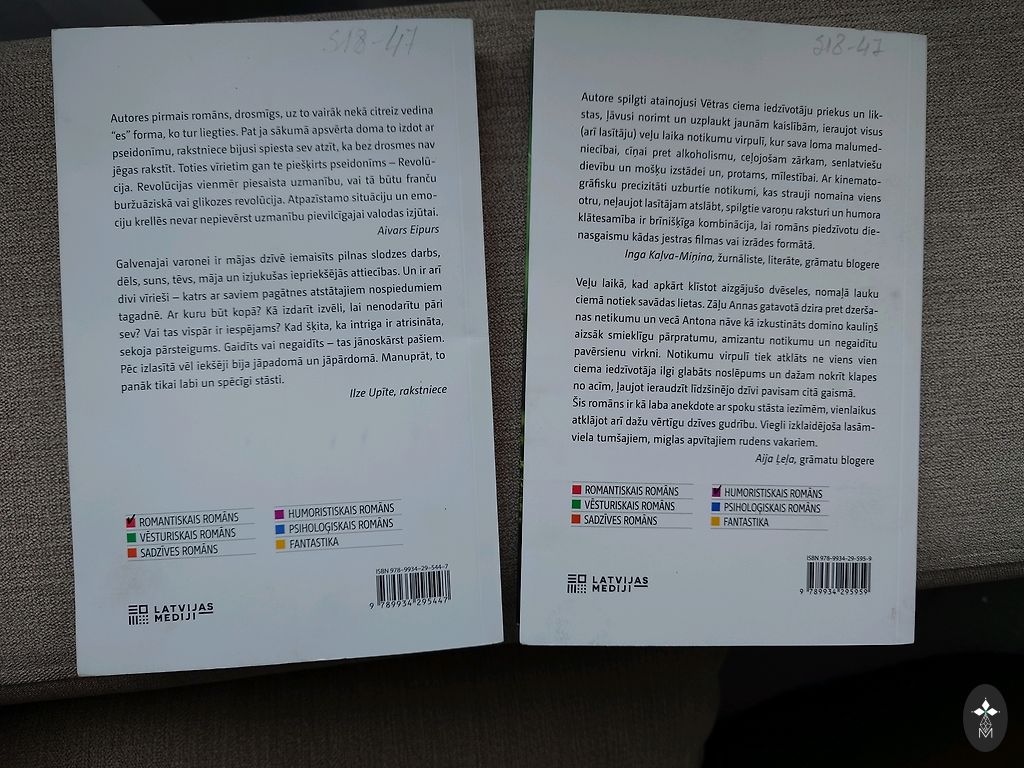 S18-47
Autores pirmais romāns, drosmīgs, uz to vairāk nekā citreiz vedina
"es" forma, ko tur liegties. Pat ja sākumā apsvērta doma to izdot ar
pseidonīmu, rakstniece bijusi spiesta sev atzīt, ka bez drosmes nav
jēgas rakstīt. Toties vīrietim gan te piešķirts pseidonīms – Revolū-
cija. Revolūcijas vienmēr piesaista uzmanību, vai tā būtu franču
buržuāziskā vai glikozes revolūcija. Atpazīstamo situāciju un emo-
ciju krellēs nevar nepievērst uzmanību pievilcīgajai valodas izjūtai.
Aivars Eipurs
Galvenajai varonei ir mājas dzīvē iemaisīts pilnas slodzes darbs,
dēls, suns, tēvs, māja un izjukušas iepriekšējās attiecības. Un ir arī
divi vīrieši – katrs ar saviem pagātnes atstātajiem nospiedumiem
tagadnē. Ar kuru būt kopā? Kā izdarīt izvēli, lai nenodarītu pāri
sev? Vai tas vispār ir iespējams? Kad šķita, ka intriga ir atrisināta,
sekoja pārsteigums. Gaidīts vai negaidīts – tas jānoskārst pašiem.
Pēc izlasītā vēl iekšēji bija jāpadomā un jāpārdomā. Manuprāt, to
panāk tikai labi un spēcīgi stāsti.
Ilze Upīte, rakstniece
ROMANTISKAIS ROMĀNS
VĒSTURISKAIS ROMĀNS
SADZĪVES ROMĀNS
HUMORISTISKAIS ROMĀNS
PSIHOLOĢISKAIS ROMĀNS
FANTASTIKA
ISBN 978-9934-29-544-7
9 789934 295447
LATVIJAS
MEDIJI
S18-47
Autore spilgti atainojusi Vētras ciema iedzīvotāju priekus un lik-
stas, ļāvusi norimt un uzplaukt jaunām kaislībām, ieraujot visus
(arī lasītāju) veļu laika notikumu virpulī, kur sava loma malumed-
niecībai, cīņai pret alkoholismu, ceļojošam zārkam, senlatviešu
dievību un mošķu izstādei un, protams, mīlestībai. Ar kinemato-
grāfisku precizitāti uzburtie notikumi, kas strauji nomaina viens
otru, neļaujot lasītājam atslābt, spilgtie varoņu raksturi un humora
klātesamība ir brīnišķīga kombinācija, lai romāns piedzīvotu die-
nasgaismu kādas jestras filmas vai izrādes formātā.
Inga Kaļva-Miņina, žurnāliste, literāte, grāmatu blogere
Veļu laikā, kad apkārt klīstot aizgājušo dvēseles, nomaļā lauku
ciemā notiek savādas lietas. Zāļu Annas gatavotā dzira pret dzerša-
nas netikumu un vecā Antona nāve kā izkustināts domino kauliņš
aizsāk smieklīgu pārpratumu, amizantu notikumu un negaidītu
pavērsienu virkni. Notikumu virpulī tiek atklāts ne viens vien
ciema iedzīvotāja ilgi glabāts noslēpums un dažam nokrīt klapes
no acīm, ļaujot ieraudzīt līdzšinējo dzīvi pavisam citā gaismā.
Šis romāns ir kā laba anekdote ar spoku stāsta iezīmēm, vienlaikus
atklājot arī dažu vērtīgu dzīves gudrību. Viegli izklaidējoša lasām-
viela tumšajiem, miglas apvītajiem rudens vakariem.
Aija Ļeļa, grāmatu blogere
ROMANTISKAIS ROMĀNS
VĒSTURISKAIS ROMĀNS
SADZĪVES ROMĀNS
HUMORISTISKAIS ROMĀNS
PSIHOLOĢISKAIS ROMĀNS
FANTASTIKA
ISBN 978-9934-29-595-9
9 789934 295959
LATVIJAS
MEDIJI
M